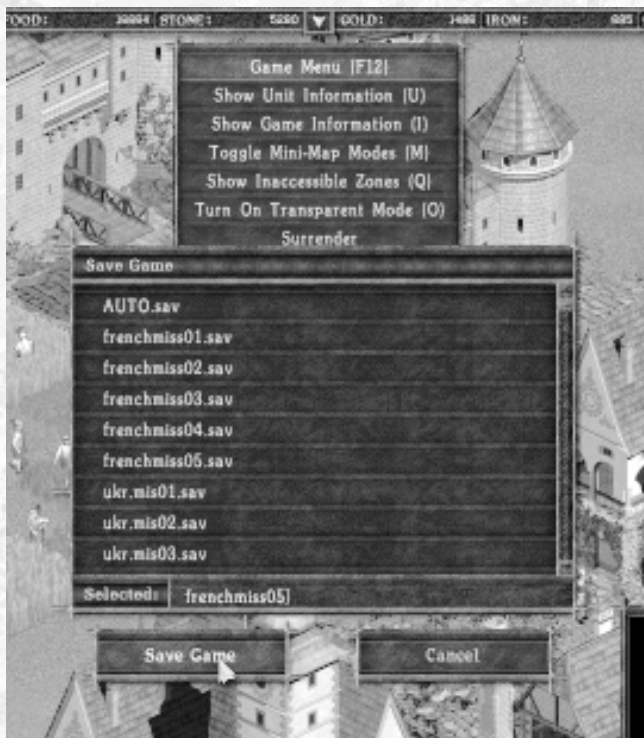 FOOD: STONE: 5280 GOLD: IRON: 885
Game Menu (F12)
Show Unit Information (U)
Show Game Information (I)
Toggle Mini-Map Modes (M)
Show Inaccessible Zones (Q)
Turn On Transparent Mode (O)
Surrender
Save Game
AUTO.sav
frenchmiss01.sav
frenchmiss02.sav
frenchmiss03.sav
frenchmiss04.sav
frenchmiss05.sav
ukr.mis01.sav
ukr.mis02.sav
ukr.mis03.sav
Selected: frenchmiss05]
Save Game Cancel